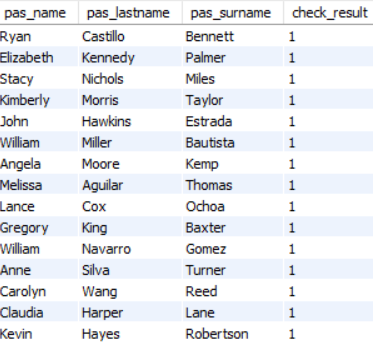 pas_name pas_lastname pas_surname check_result
Ryan Castillo Bennett 1
Elizabeth Kennedy Palmer 1
Stacy Nichols Miles 1
Kimberly Morris Taylor 1
John Hawkins Estrada 1
William Miller Bautista 1
Angela Moore Kemp 1
Melissa Aguilar Thomas 1
Lance Cox Ochoa 1
Gregory King Baxter 1
William Navarro Gomez 1
Anne Silva Turner 1
Carolyn Wang Reed 1
Claudia Harper Lane 1
Kevin Hayes Robertson 1